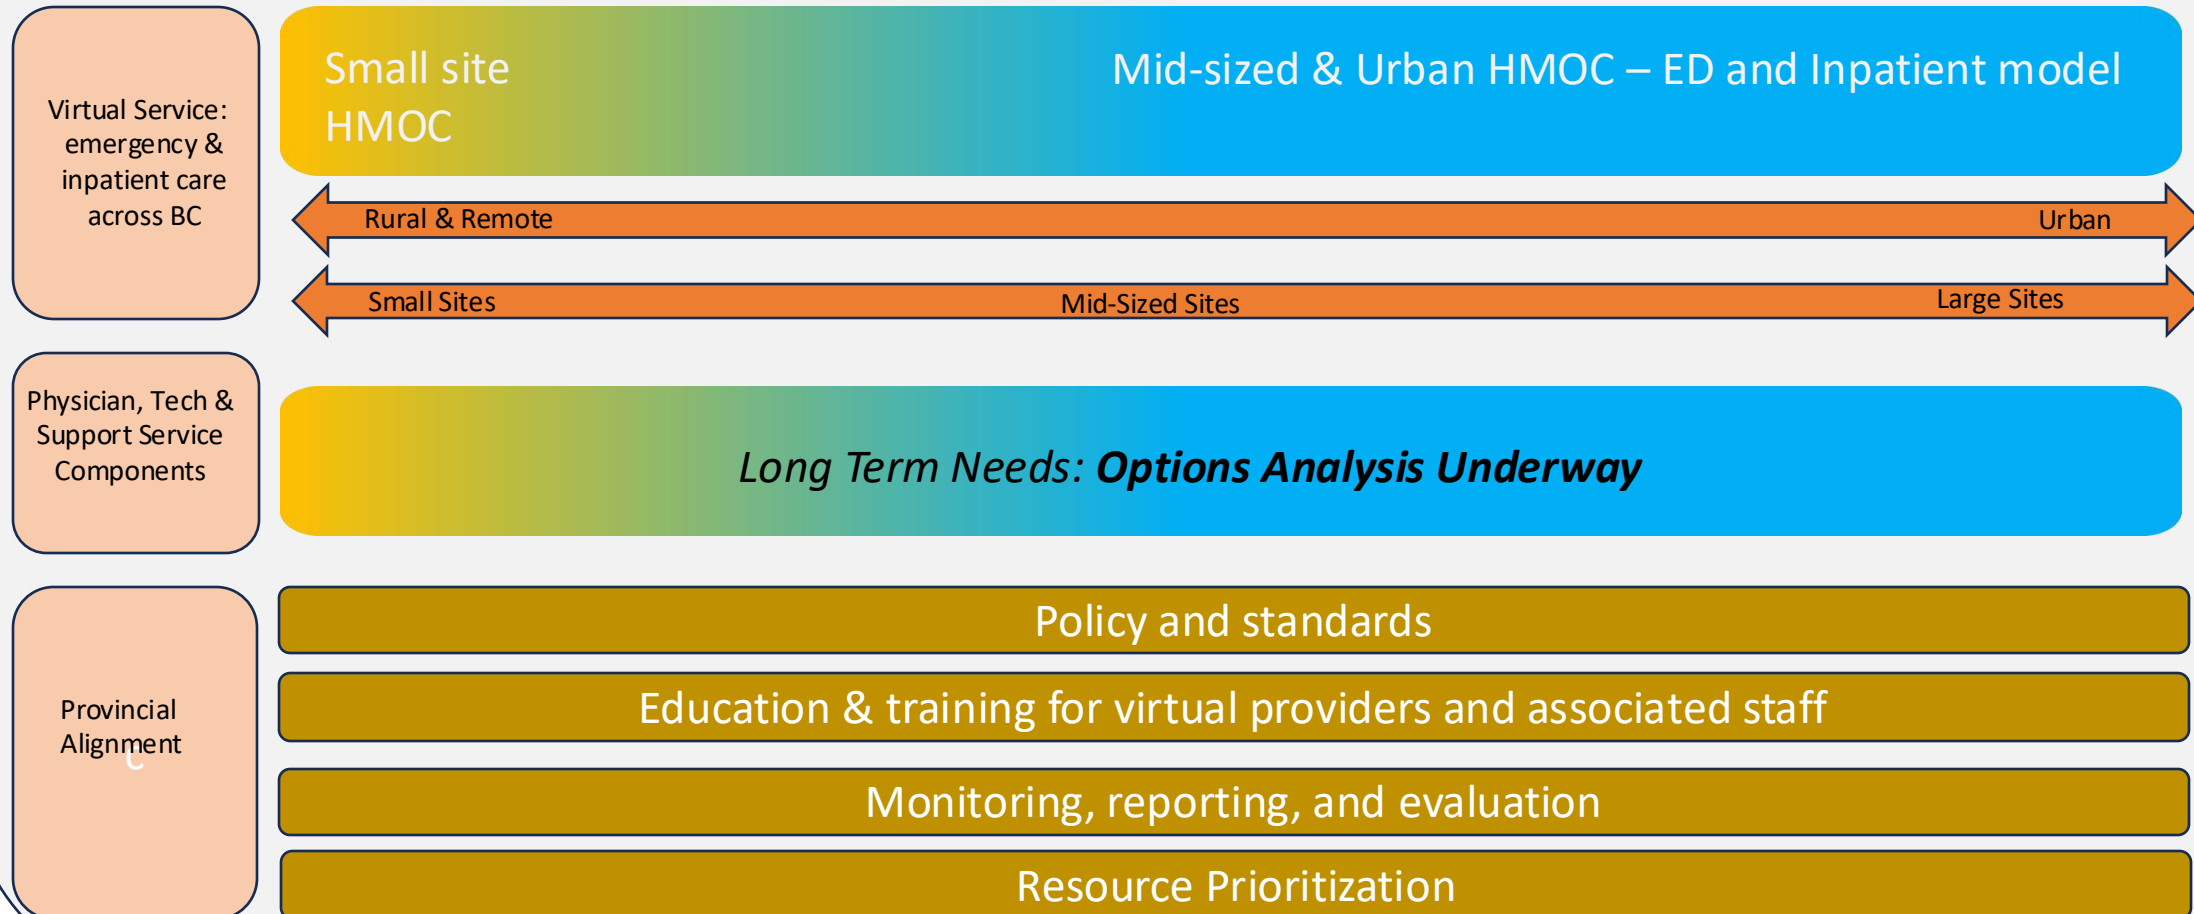 Virtual Service:
emergency &
inpatient care
across BC
Small site
HMOC
Mid-sized & Urban HMOC – ED and Inpatient model
Rural & Remote
Urban
Small Sites
Mid-Sized Sites
Large Sites
Physician, Tech &
Support Service
Components
Long Term Needs: Options Analysis Underway
Provincial
Alignment
c
Policy and standards
Education & training for virtual providers and associated staff
Monitoring, reporting, and evaluation
Resource Prioritization